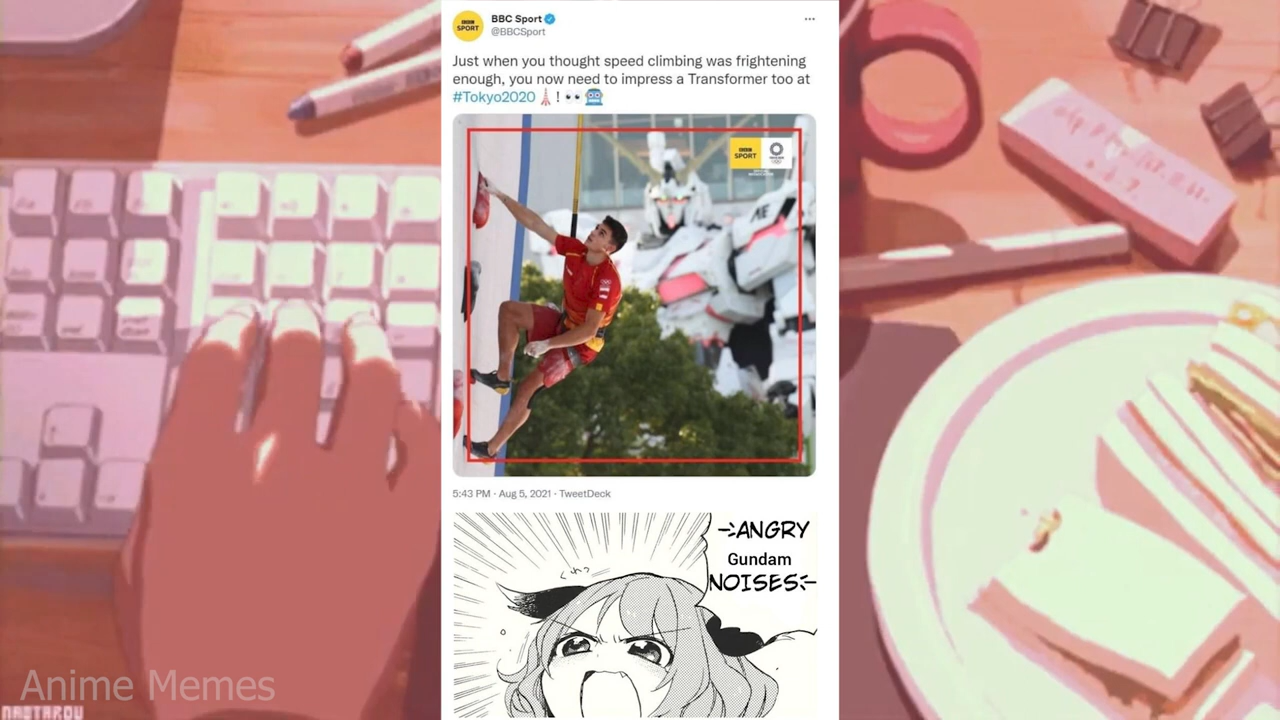 BBC Sport
@BBCSport
Just when you thought speed climbing was frightening
enough, you now need to impress a Transformer too at
#Tokyo2020 🗼! 👀🤖
BBC
SPORT
5:43 PM · Aug 5, 2021 · TweetDeck
-ANGRY
Gundam
NOISES-
Anime Memes